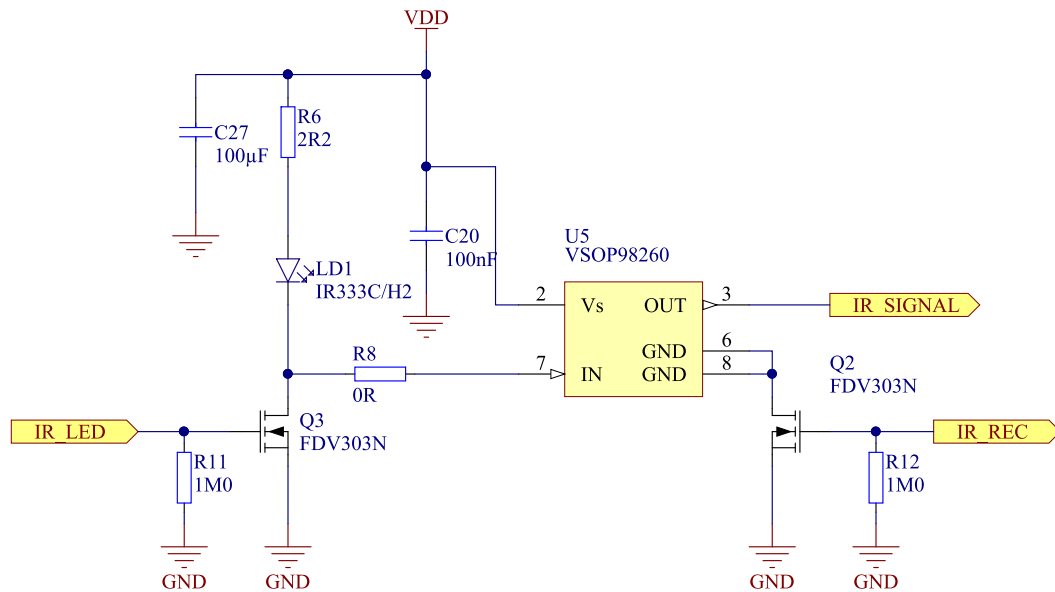 VDD
R6
2R2
C27
100µF
C20
100nF
LD1
IR333C/H2
U5
VSOP98260
2
Vs
OUT
3
IR_SIGNAL
GND
6
GND
8
7
IN
R8
0R
Q2
FDV303N
IR_LED
Q3
FDV303N
IR_REC
R11
1M0
R12
1M0
GND
GND
GND
GND